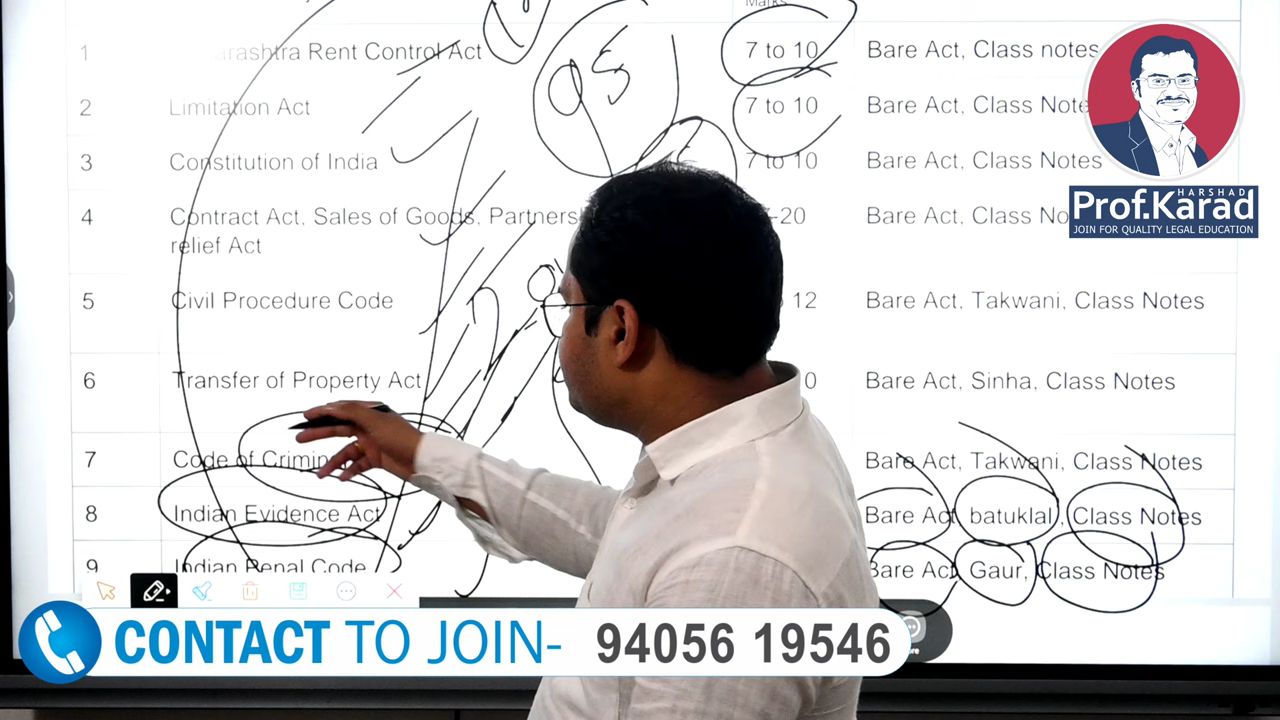 Marks
1 arashtra Rent Control Act 7 to 10 Bare Act, Class notes
2 Limitation Act 7 to 10 Bare Act, Class Note
3 Constitution of India 7 to 10 Bare Act, Class Notes
4 Contract Act, Sales of Goods, Partners -20 Bare Act, Class No
relief Act
5 Civil Procedure Code 12 Bare Act, Takwani, Class Notes
6 Transfer of Property Act 0 Bare Act, Sinha, Class Notes
7 Code of Crimin Bare Act, Takwani, Class Notes
8 Indian Evidence Act Bare Act batuklal, Class Notes
9 Indian Penal Code Bare Act Gaur, Class Notes
HARSHAD
Prof.Karad
JOIN FOR QUALITY LEGAL EDUCATION
CONTACT TO JOIN- 94056 19546